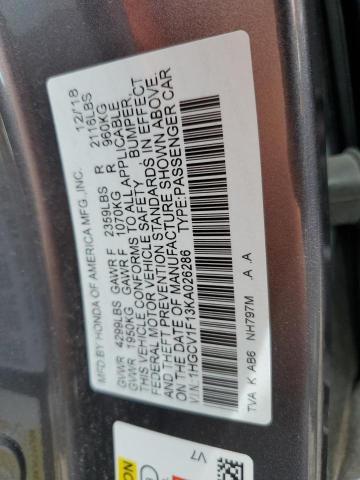 MFD BY HONDA OF AMERICA MFG.,INC. 12/'18
GVWR 4299LBS GAWR F 2359LBS R 2116LBS
GVWR 1950KG GAWR F 1070KG R 960KG
THIS VEHICLE CONFORMS TO ALL APPLICABLE
FEDERAL MOTOR VEHICLE SAFETY, BUMPER,
AND THEFT PREVENTION STANDARDS IN EFFECT
ON THE DATE OF MANUFACTURE SHOWN ABOVE.
V.I.N.:1HGCV1F13KA026286 TYPE:PASSENGER CAR
TVA K AB6 NH797M .A .A
V7